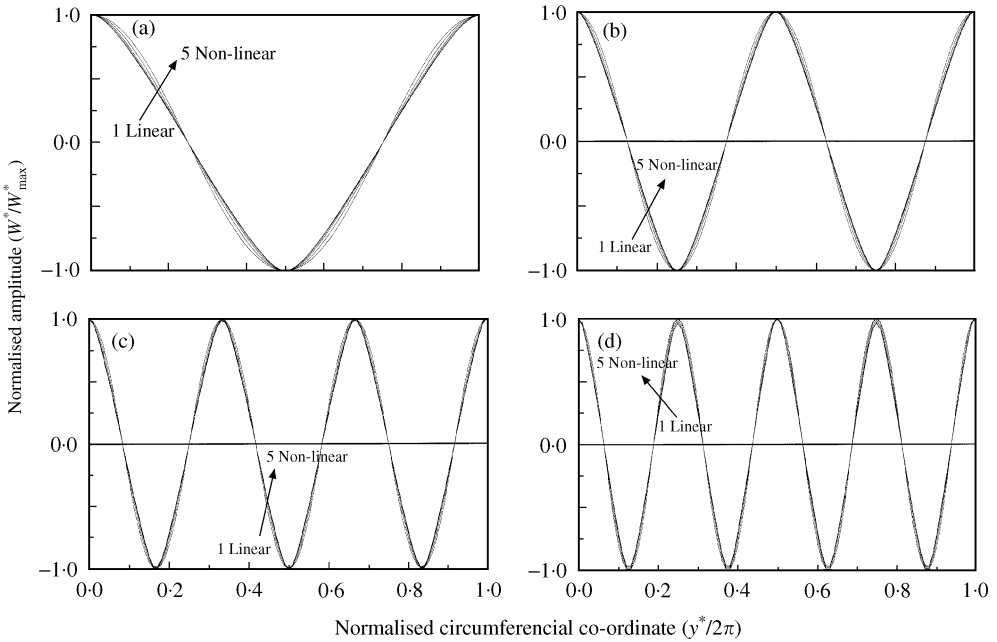 1·0
0·0
−1·0
(a)
5 Non-linear
1 Linear
1·0
0·0
−1·0
(b)
5 Non-linear
1 Linear
Normalised amplitude (W*/W*max)
1·0
0·0
−1·0
(c)
5 Non-linear
1 Linear
0·0 0·2 0·4 0·6 0·8 1·0
1·0
0·0
−1·0
(d)
5 Non-linear
1 Linear
0·0 0·2 0·4 0·6 0·8 1·0
Normalised circumferencial co-ordinate (y*/2π)